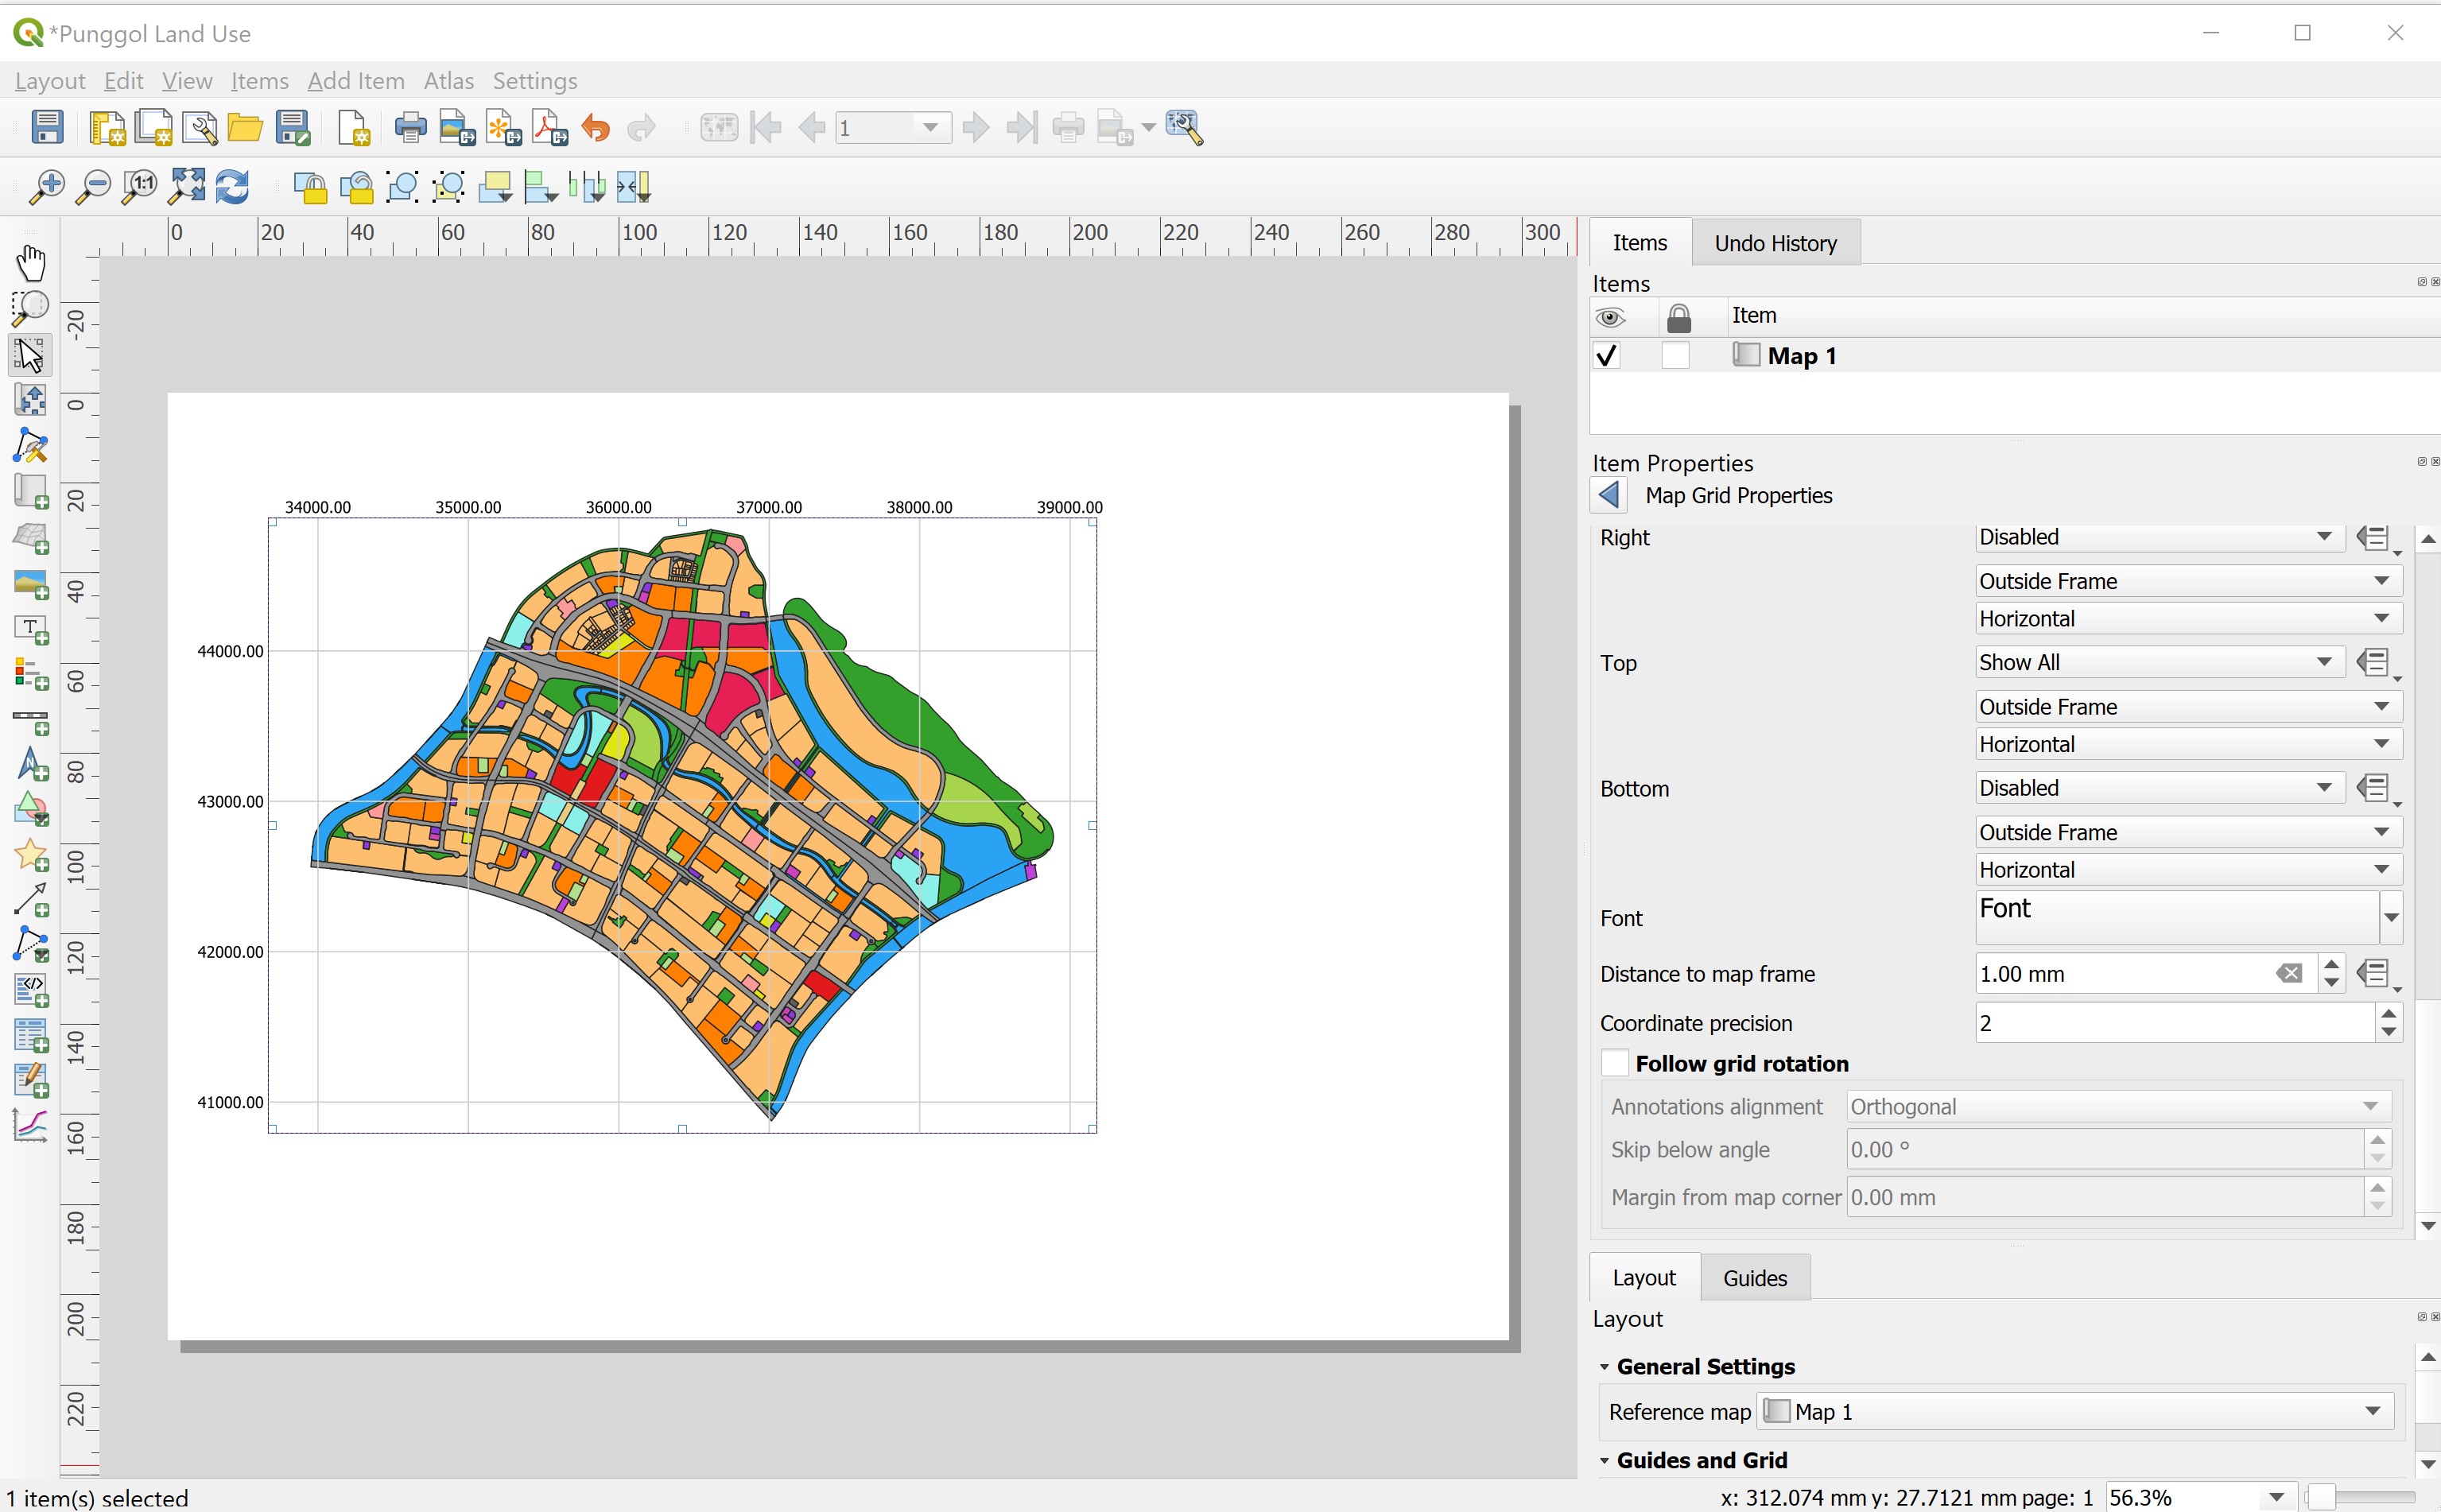 *Punggol Land Use
Layout Edit View Items Add Item Atlas Settings
1
1:1
0 20 40 60 80 100 120 140 160 180 200 220 240 260 280 300
-20
0
20
40
60
80
100
120
140
160
180
200
220
34000.00 35000.00 36000.00 37000.00 38000.00 39000.00
44000.00
43000.00
42000.00
41000.00
Items Undo History
Items
Item
Map 1
Item Properties
Map Grid Properties
Right Disabled
Outside Frame
Horizontal
Top Show All
Outside Frame
Horizontal
Bottom Disabled
Outside Frame
Horizontal
Font Font
Distance to map frame 1.00 mm
Coordinate precision 2
Follow grid rotation
Annotations alignment Orthogonal
Skip below angle 0.00 °
Margin from map corner 0.00 mm
Layout Guides
Layout
General Settings
Reference map Map 1
Guides and Grid
1 item(s) selected x: 312.074 mm y: 27.7121 mm page: 1 56.3%